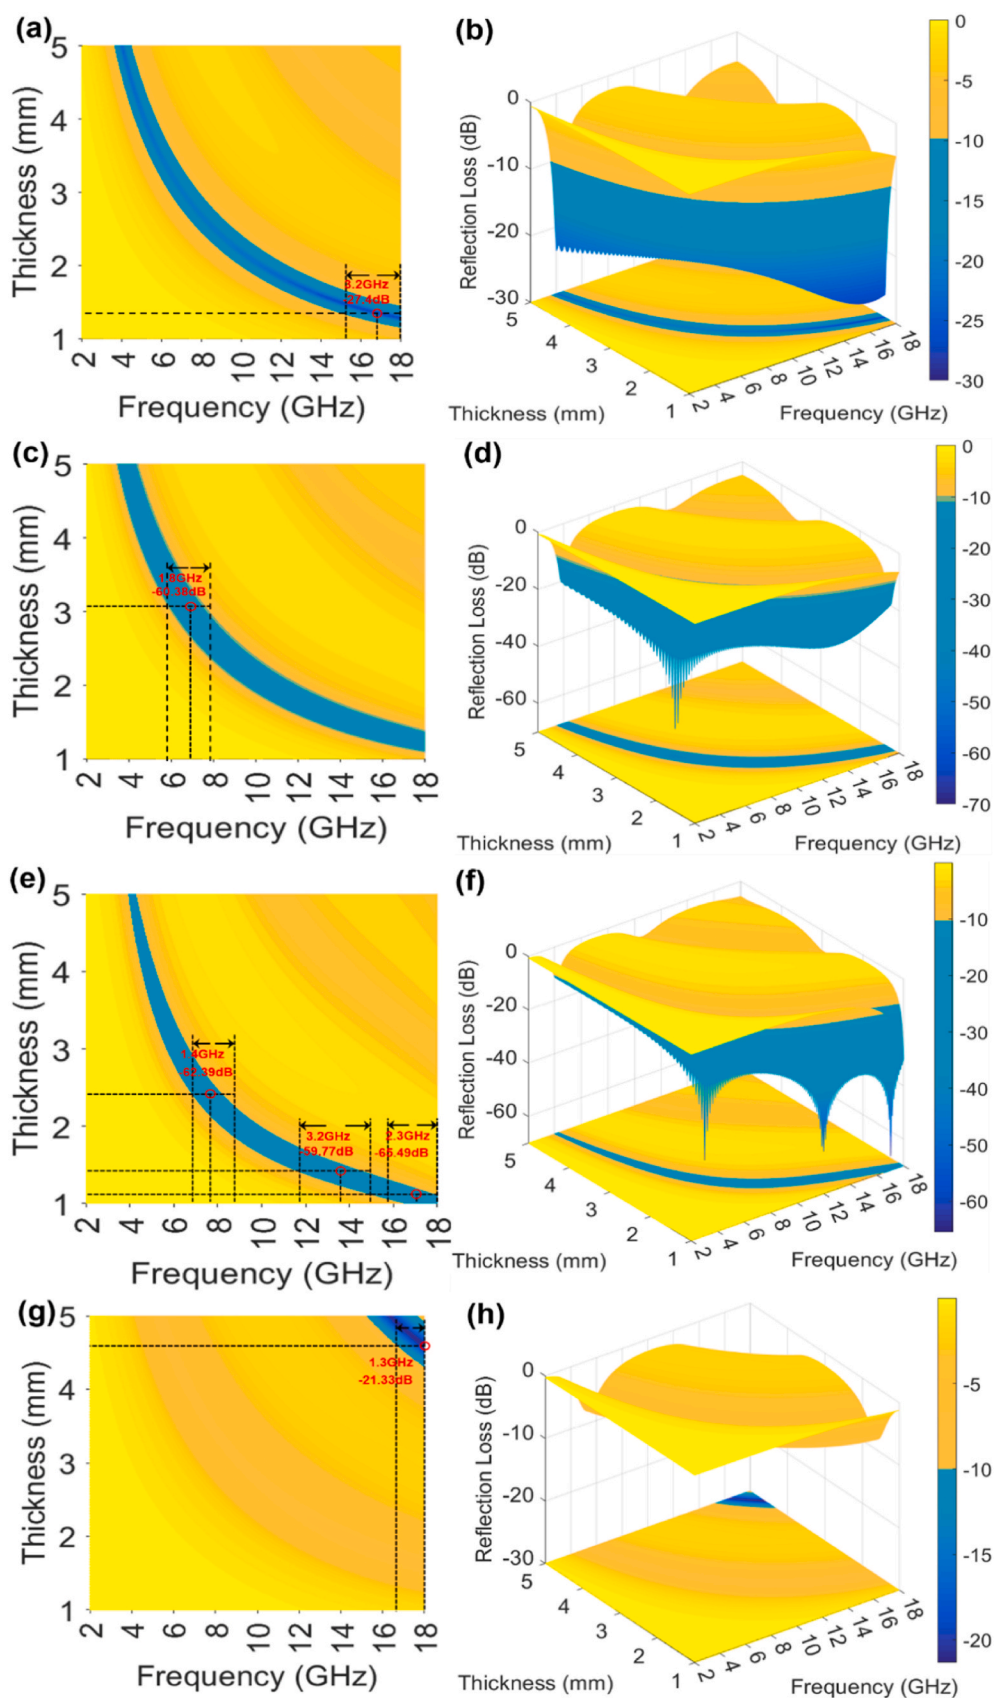 (a)
5
4
3
2
1
Thickness (mm)
3.2GHz
-27.4dB
2 4 6 8 10 12 14 16 18
Frequency (GHz)
(b)
0
-10
-20
-30
Reflection Loss (dB)
5 4 3 2 1
Thickness (mm)
2 4 6 8 10 12 14 16 18
Frequency (GHz)
0
-5
-10
-15
-20
-25
-30
(c)
5
4
3
2
1
Thickness (mm)
1.8GHz
-60.38dB
2 4 6 8 10 12 14 16 18
Frequency (GHz)
(d)
0
-20
-40
-60
Reflection Loss (dB)
5 4 3 2 1
Thickness (mm)
2 4 6 8 10 12 14 16 18
Frequency (GHz)
0
-10
-20
-30
-40
-50
-60
-70
(e)
5
4
3
2
1
Thickness (mm)
1.4GHz
-62.39dB
3.2GHz
-59.77dB
2.3GHz
-65.49dB
2 4 6 8 10 12 14 16 18
Frequency (GHz)
(f)
0
-20
-40
-60
Reflection Loss (dB)
5 4 3 2 1
Thickness (mm)
2 4 6 8 10 12 14 16 18
Frequency (GHz)
-10
-20
-30
-40
-50
-60
(g)
5
4
3
2
1
Thickness (mm)
1.3GHz
-21.33dB
2 4 6 8 10 12 14 16 18
Frequency (GHz)
(h)
0
-10
-20
-30
Reflection Loss (dB)
5 4 3 2 1
Thickness (mm)
2 4 6 8 10 12 14 16 18
Frequency (GHz)
-5
-10
-15
-20